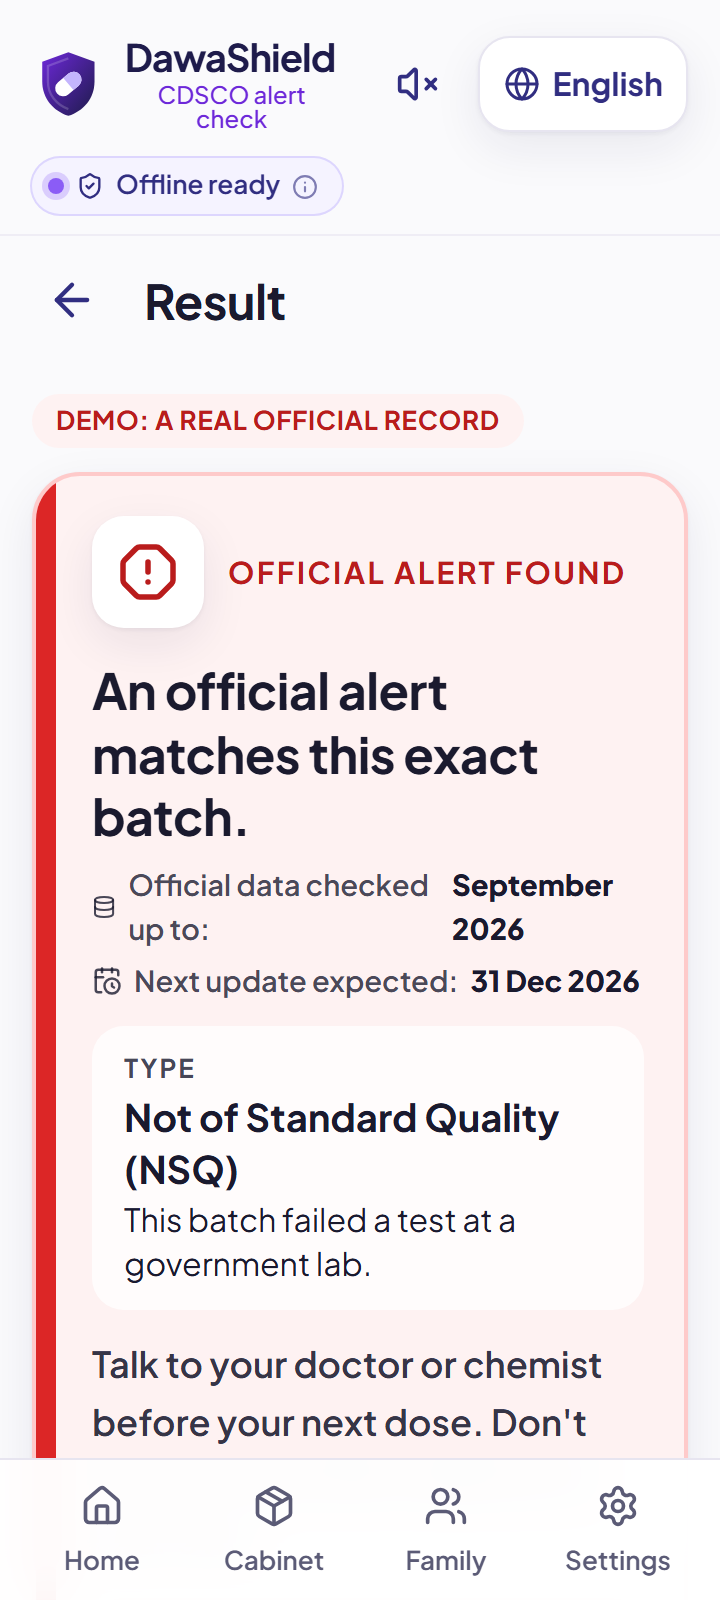 DawaShield
CDSCO alert
check
English
Offline ready
Result
DEMO: A REAL OFFICIAL RECORD
OFFICIAL ALERT FOUND
An official alert
matches this exact
batch.
Official data checked
up to:
September
2026
Next update expected: 31 Dec 2026
TYPE
Not of Standard Quality
(NSQ)
This batch failed a test at a
government lab.
Talk to your doctor or chemist
before your next dose. Don't
Home
Cabinet
Family
Settings